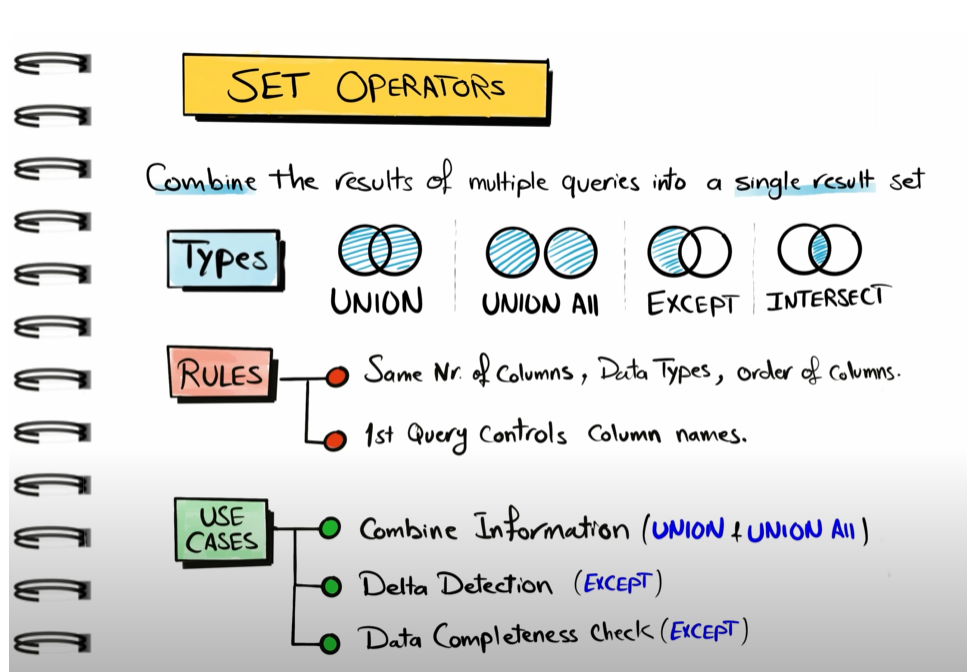 SET OPERATORS
Combine the results of multiple queries into a single result set
Types
UNION
UNION All
EXCEPT
INTERSECT
RULES
Same Nr. of Columns, Data Types, order of Columns.
1st Query Controls Column names.
USE
CASES
Combine Information (UNION & UNION All)
Delta Detection (EXCEPT)
Data Completeness Check (EXCEPT)